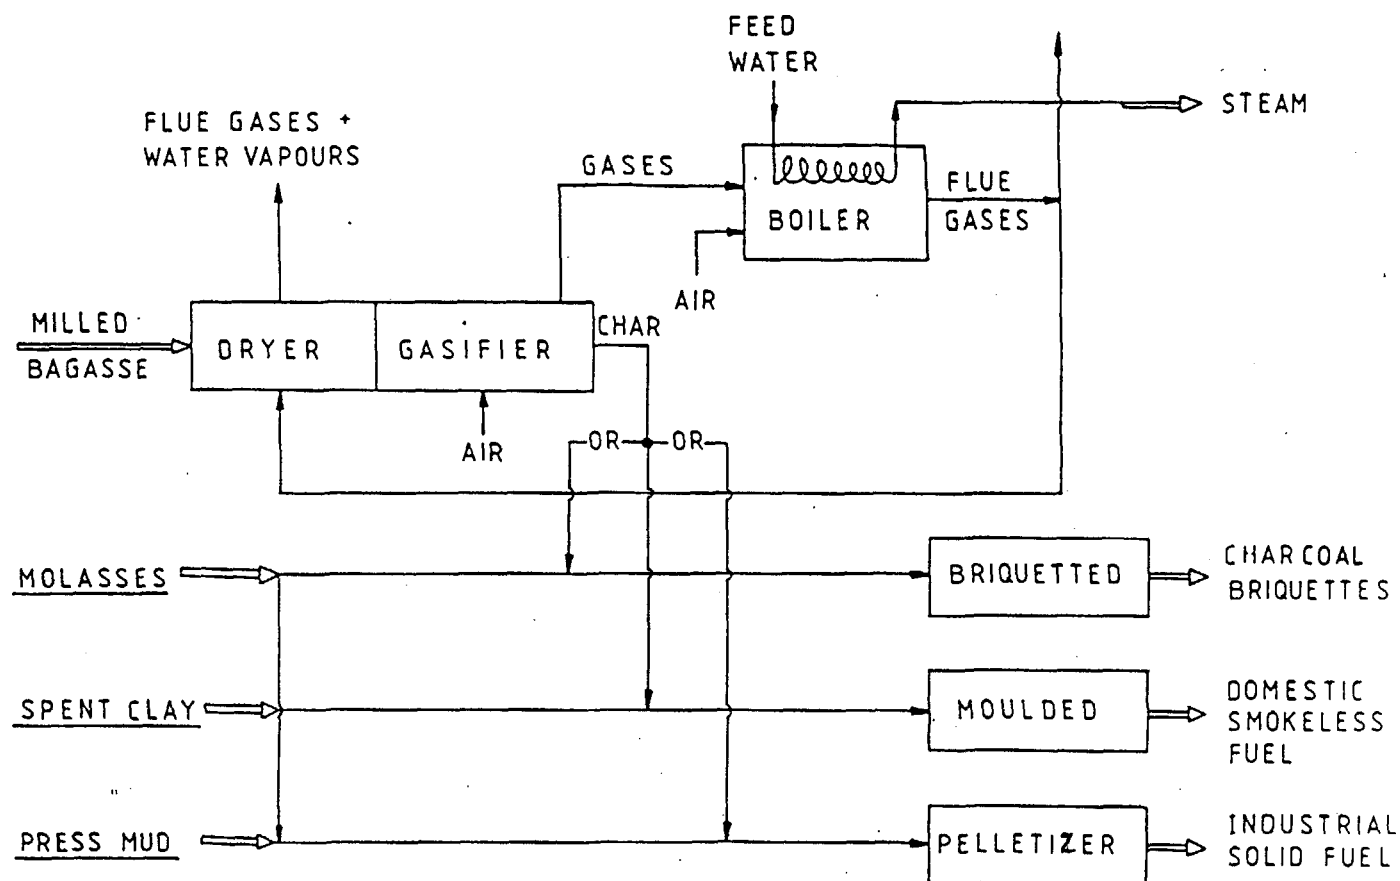 FEED
WATER
STEAM
FLUE GASES +
WATER VAPOURS
GASES
BOILER
FLUE
GASES
AIR
MILLED
BAGASSE
DRYER
GASIFIER
CHAR
AIR
OR
OR
MOLASSES
BRIQUETTED
CHARCOAL
BRIQUETTES
SPENT CLAY
MOULDED
DOMESTIC
SMOKELESS
FUEL
PRESS MUD
PELLETIZER
INDUSTRIAL
SOLID FUEL